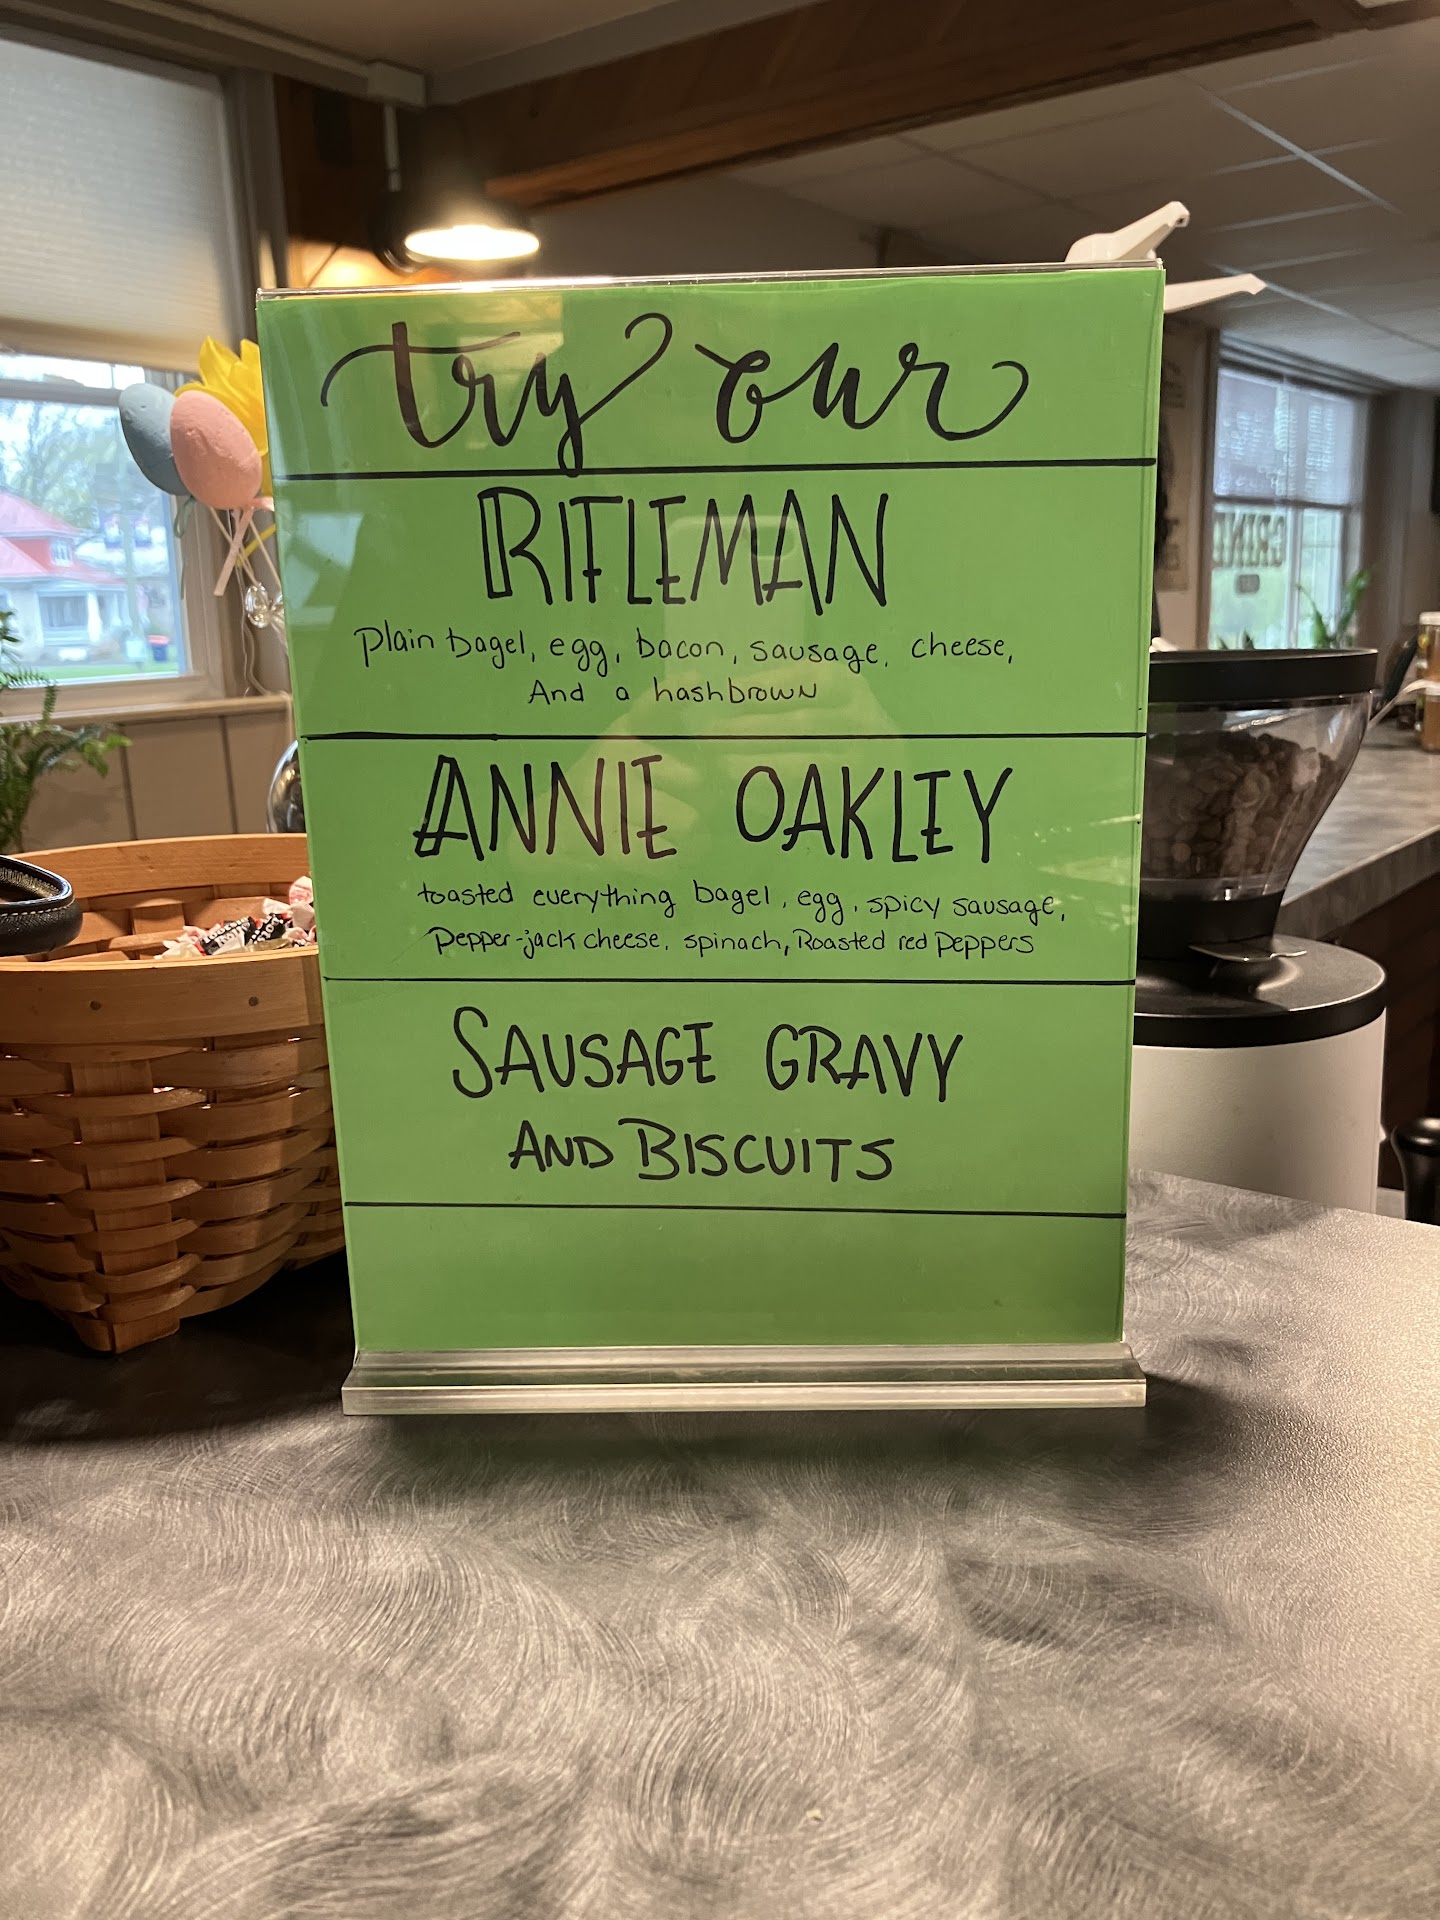 try our
RIFLEMAN
plain bagel, egg, bacon, sausage, cheese,
And a hashbrown
ANNIE OAKLEY
toasted everything bagel, egg, spicy sausage,
Pepper-jack cheese, spinach, Roasted red peppers
SAUSAGE GRAVY
AND BISCUITS
GRIND